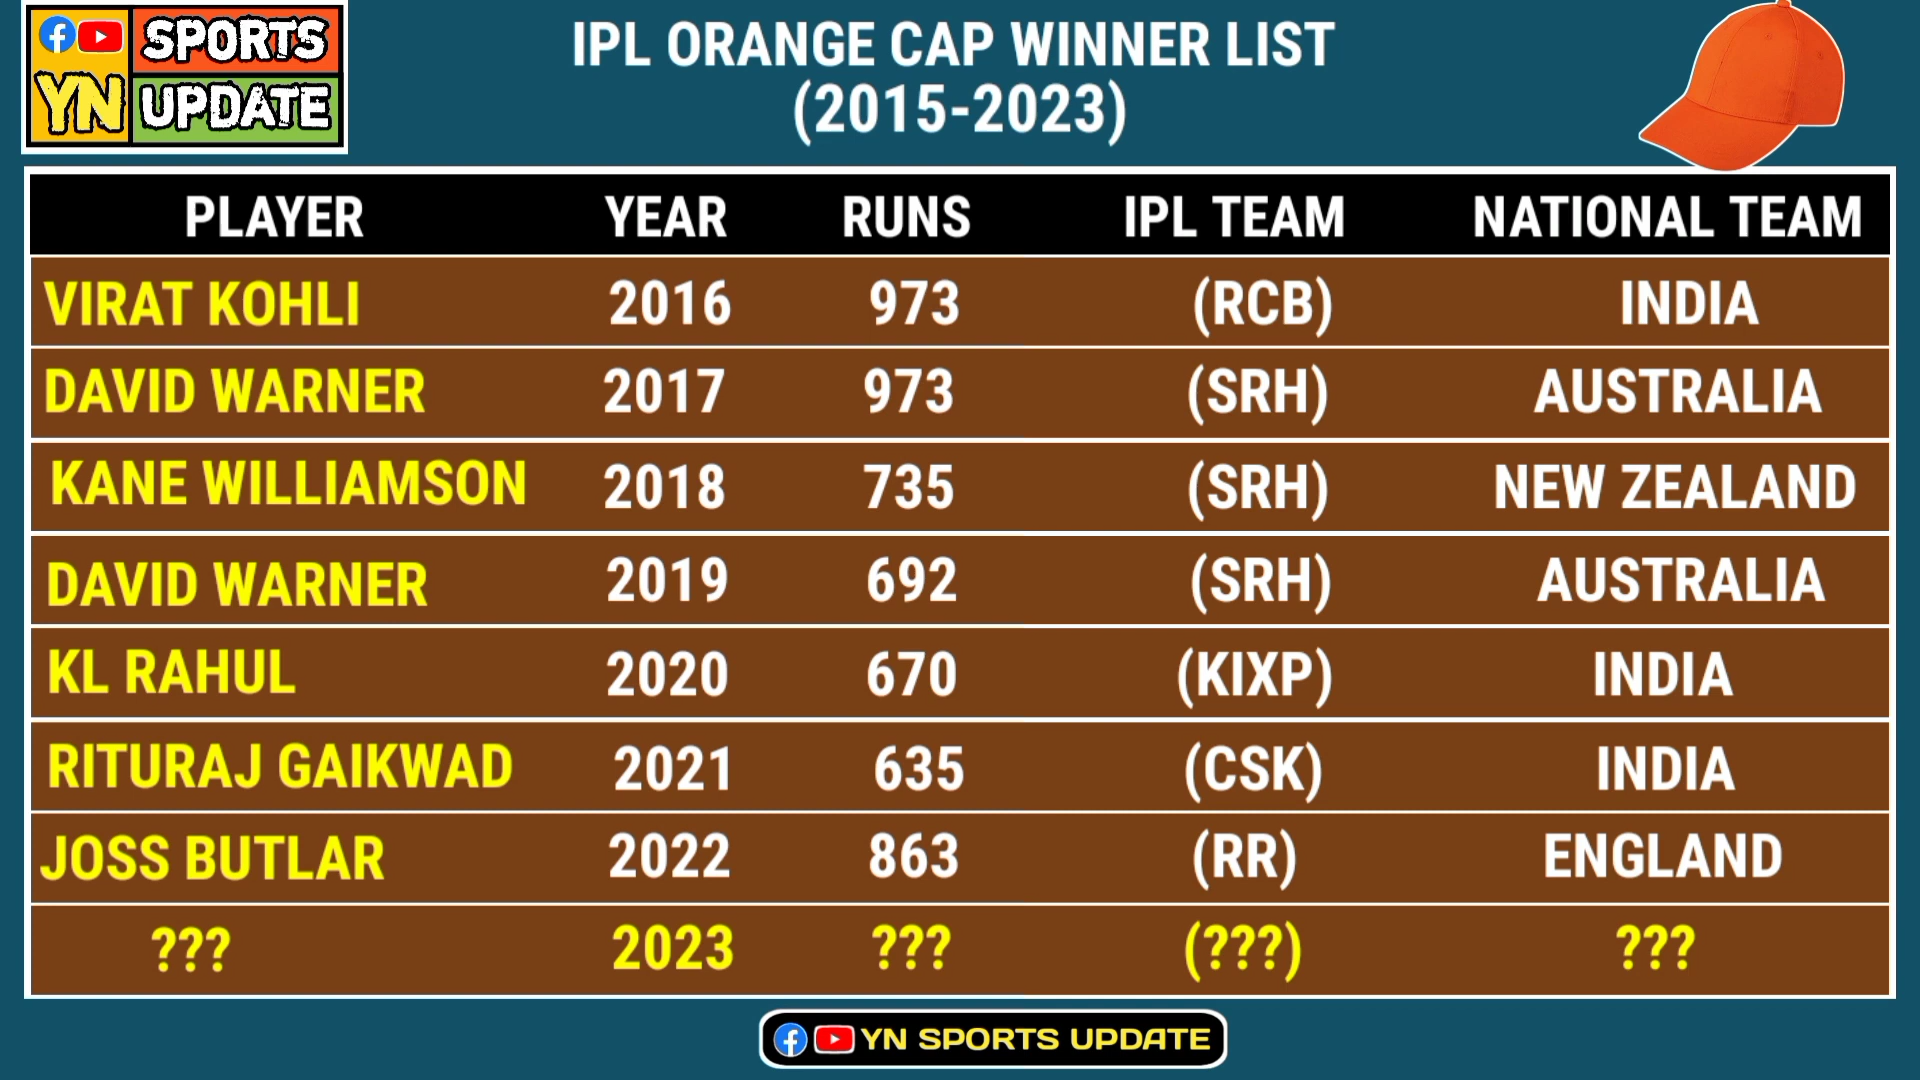 SPORTS
YN UPDATE
IPL ORANGE CAP WINNER LIST
(2015-2023)
PLAYER YEAR RUNS IPL TEAM NATIONAL TEAM
VIRAT KOHLI 2016 973 (RCB) INDIA
DAVID WARNER 2017 973 (SRH) AUSTRALIA
KANE WILLIAMSON 2018 735 (SRH) NEW ZEALAND
DAVID WARNER 2019 692 (SRH) AUSTRALIA
KL RAHUL 2020 670 (KIXP) INDIA
RITURAJ GAIKWAD 2021 635 (CSK) INDIA
JOSS BUTLAR 2022 863 (RR) ENGLAND
??? 2023 ??? (???) ???
YN SPORTS UPDATE